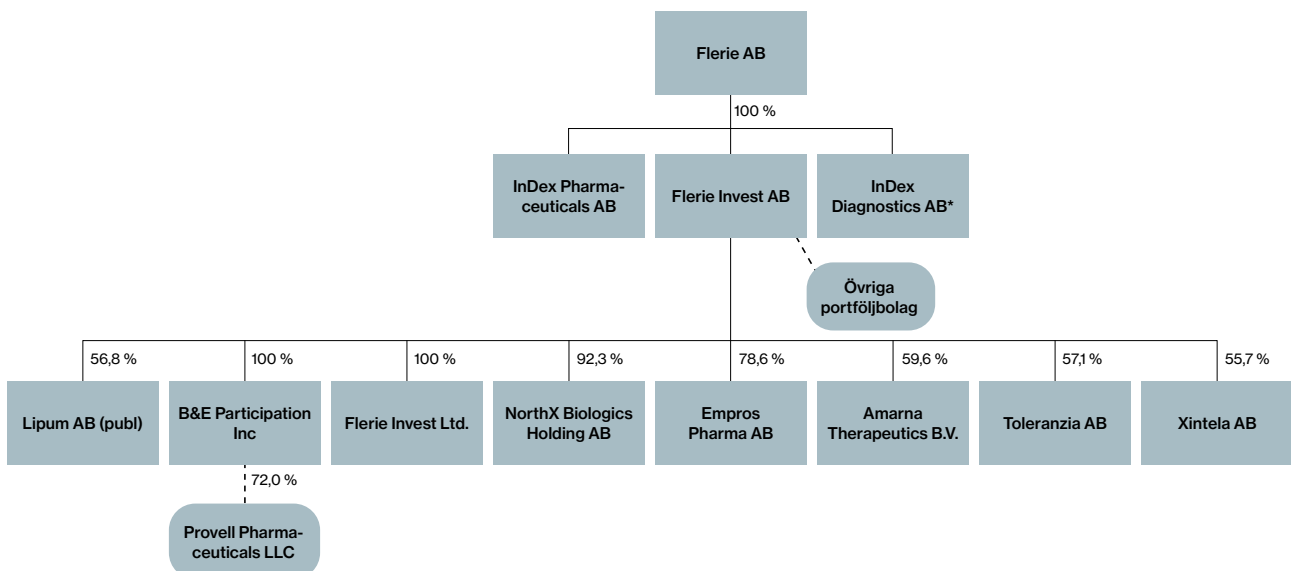 Flerie AB
100 %
InDex Pharma-
ceuticals AB
Flerie Invest AB
InDex
Diagnostics AB*
Övriga
portföljbolag
56,8 %
100 %
100 %
92,3 %
78,6 %
59,6 %
57,1 %
55,7 %
Lipum AB (publ)
B&E Participation
Inc
Flerie Invest Ltd.
NorthX Biologics
Holding AB
Empros
Pharma AB
Amarna
Therapeutics B.V.
Toleranzia AB
Xintela AB
72,0 %
Provell Pharma-
ceuticals LLC